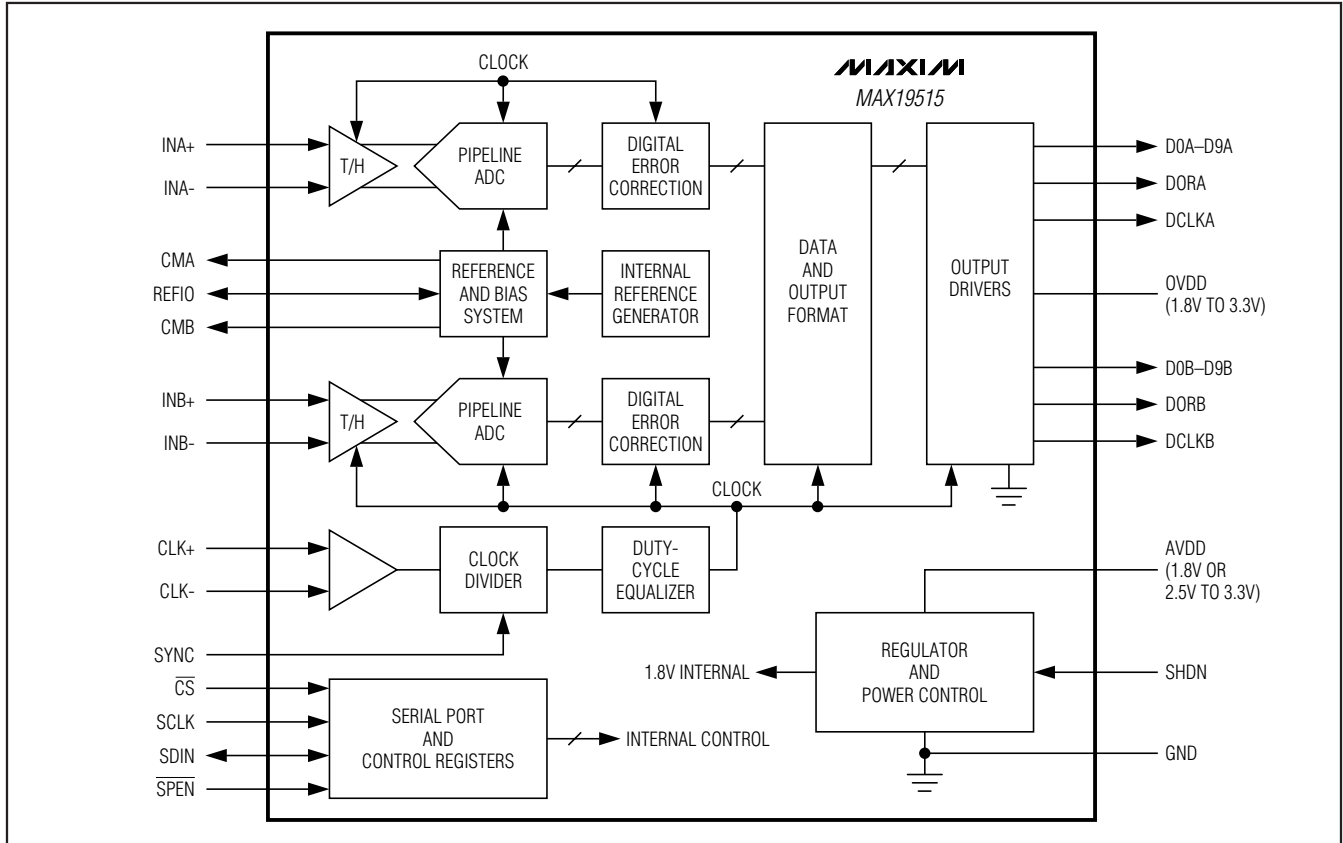 CLOCK
MAXIM
MAX19515
INA+
INA-
T/H
PIPELINE
ADC
DIGITAL
ERROR
CORRECTION
DATA
AND
OUTPUT
FORMAT
OUTPUT
DRIVERS
D0A–D9A
DORA
DCLKA
CMA
REFIO
CMB
REFERENCE
AND BIAS
SYSTEM
INTERNAL
REFERENCE
GENERATOR
OVDD
(1.8V TO 3.3V)
INB+
INB-
T/H
PIPELINE
ADC
DIGITAL
ERROR
CORRECTION
D0B–D9B
DORB
DCLKB
CLOCK
CLK+
CLK-
CLOCK
DIVIDER
DUTY-
CYCLE
EQUALIZER
AVDD
(1.8V OR
2.5V TO 3.3V)
SYNC
CS
SCLK
SDIN
SPEN
SERIAL PORT
AND
CONTROL REGISTERS
INTERNAL CONTROL
1.8V INTERNAL
REGULATOR
AND
POWER CONTROL
SHDN
GND